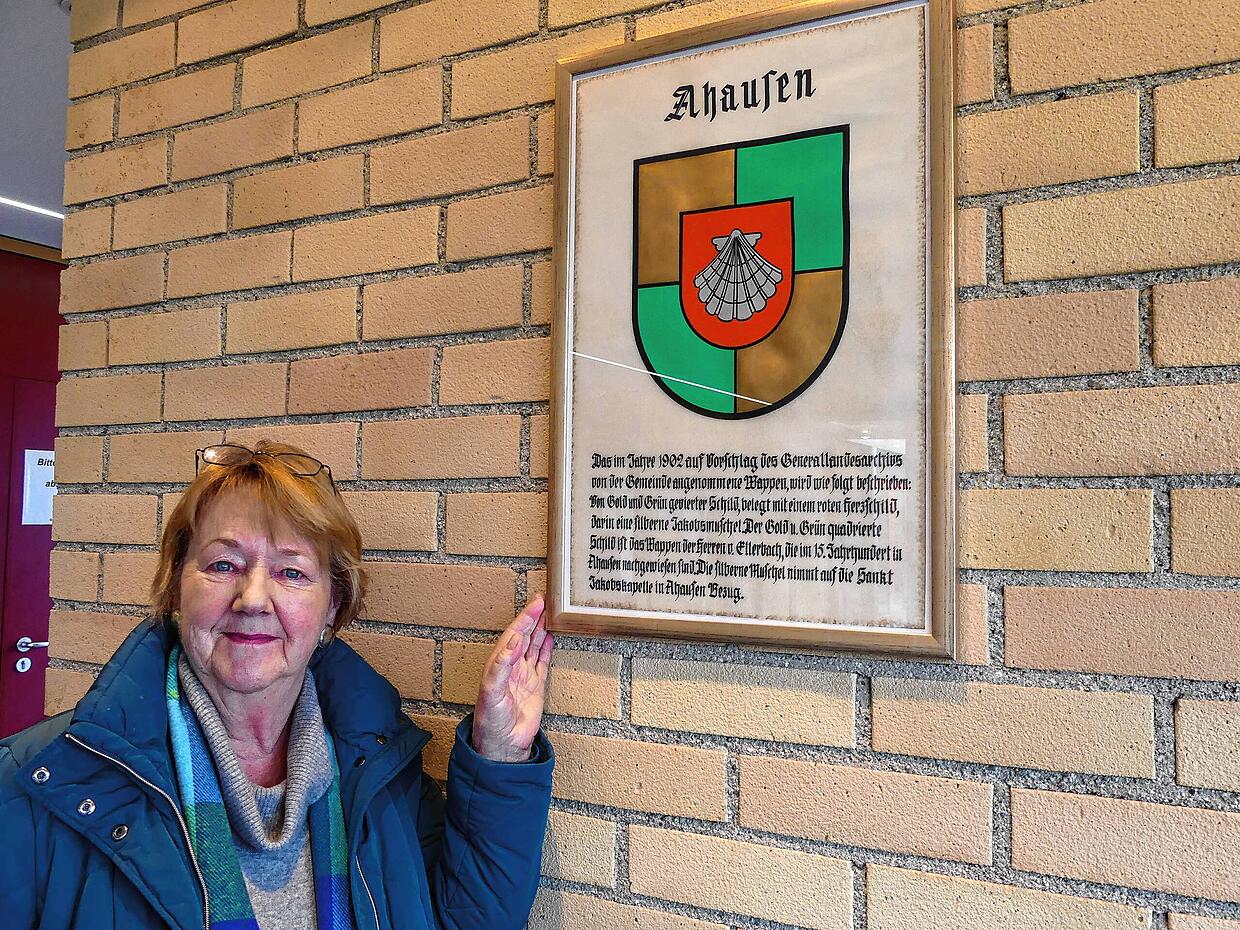 Ahausen
Das im Jahre 1902 auf Vorschlag des Generallandesarchivs
von der Gemeinde angenommene Wappen, wird wie folgt beschrieben:
Von Gold und Grün gevierter Schild, belegt mit einem roten Herzschild,
darin eine silberne Jakobsmuschel. Der Gold u. Grün quadrierte
Schild ist das Wappen der Herren v. Ellerbach, die im 15. Jahrhundert in
Ahausen nachgewiesen sind. Die silberne Muschel nimmt auf die Sankt
Jakobskapelle in Ahausen Bezug.
Bitte